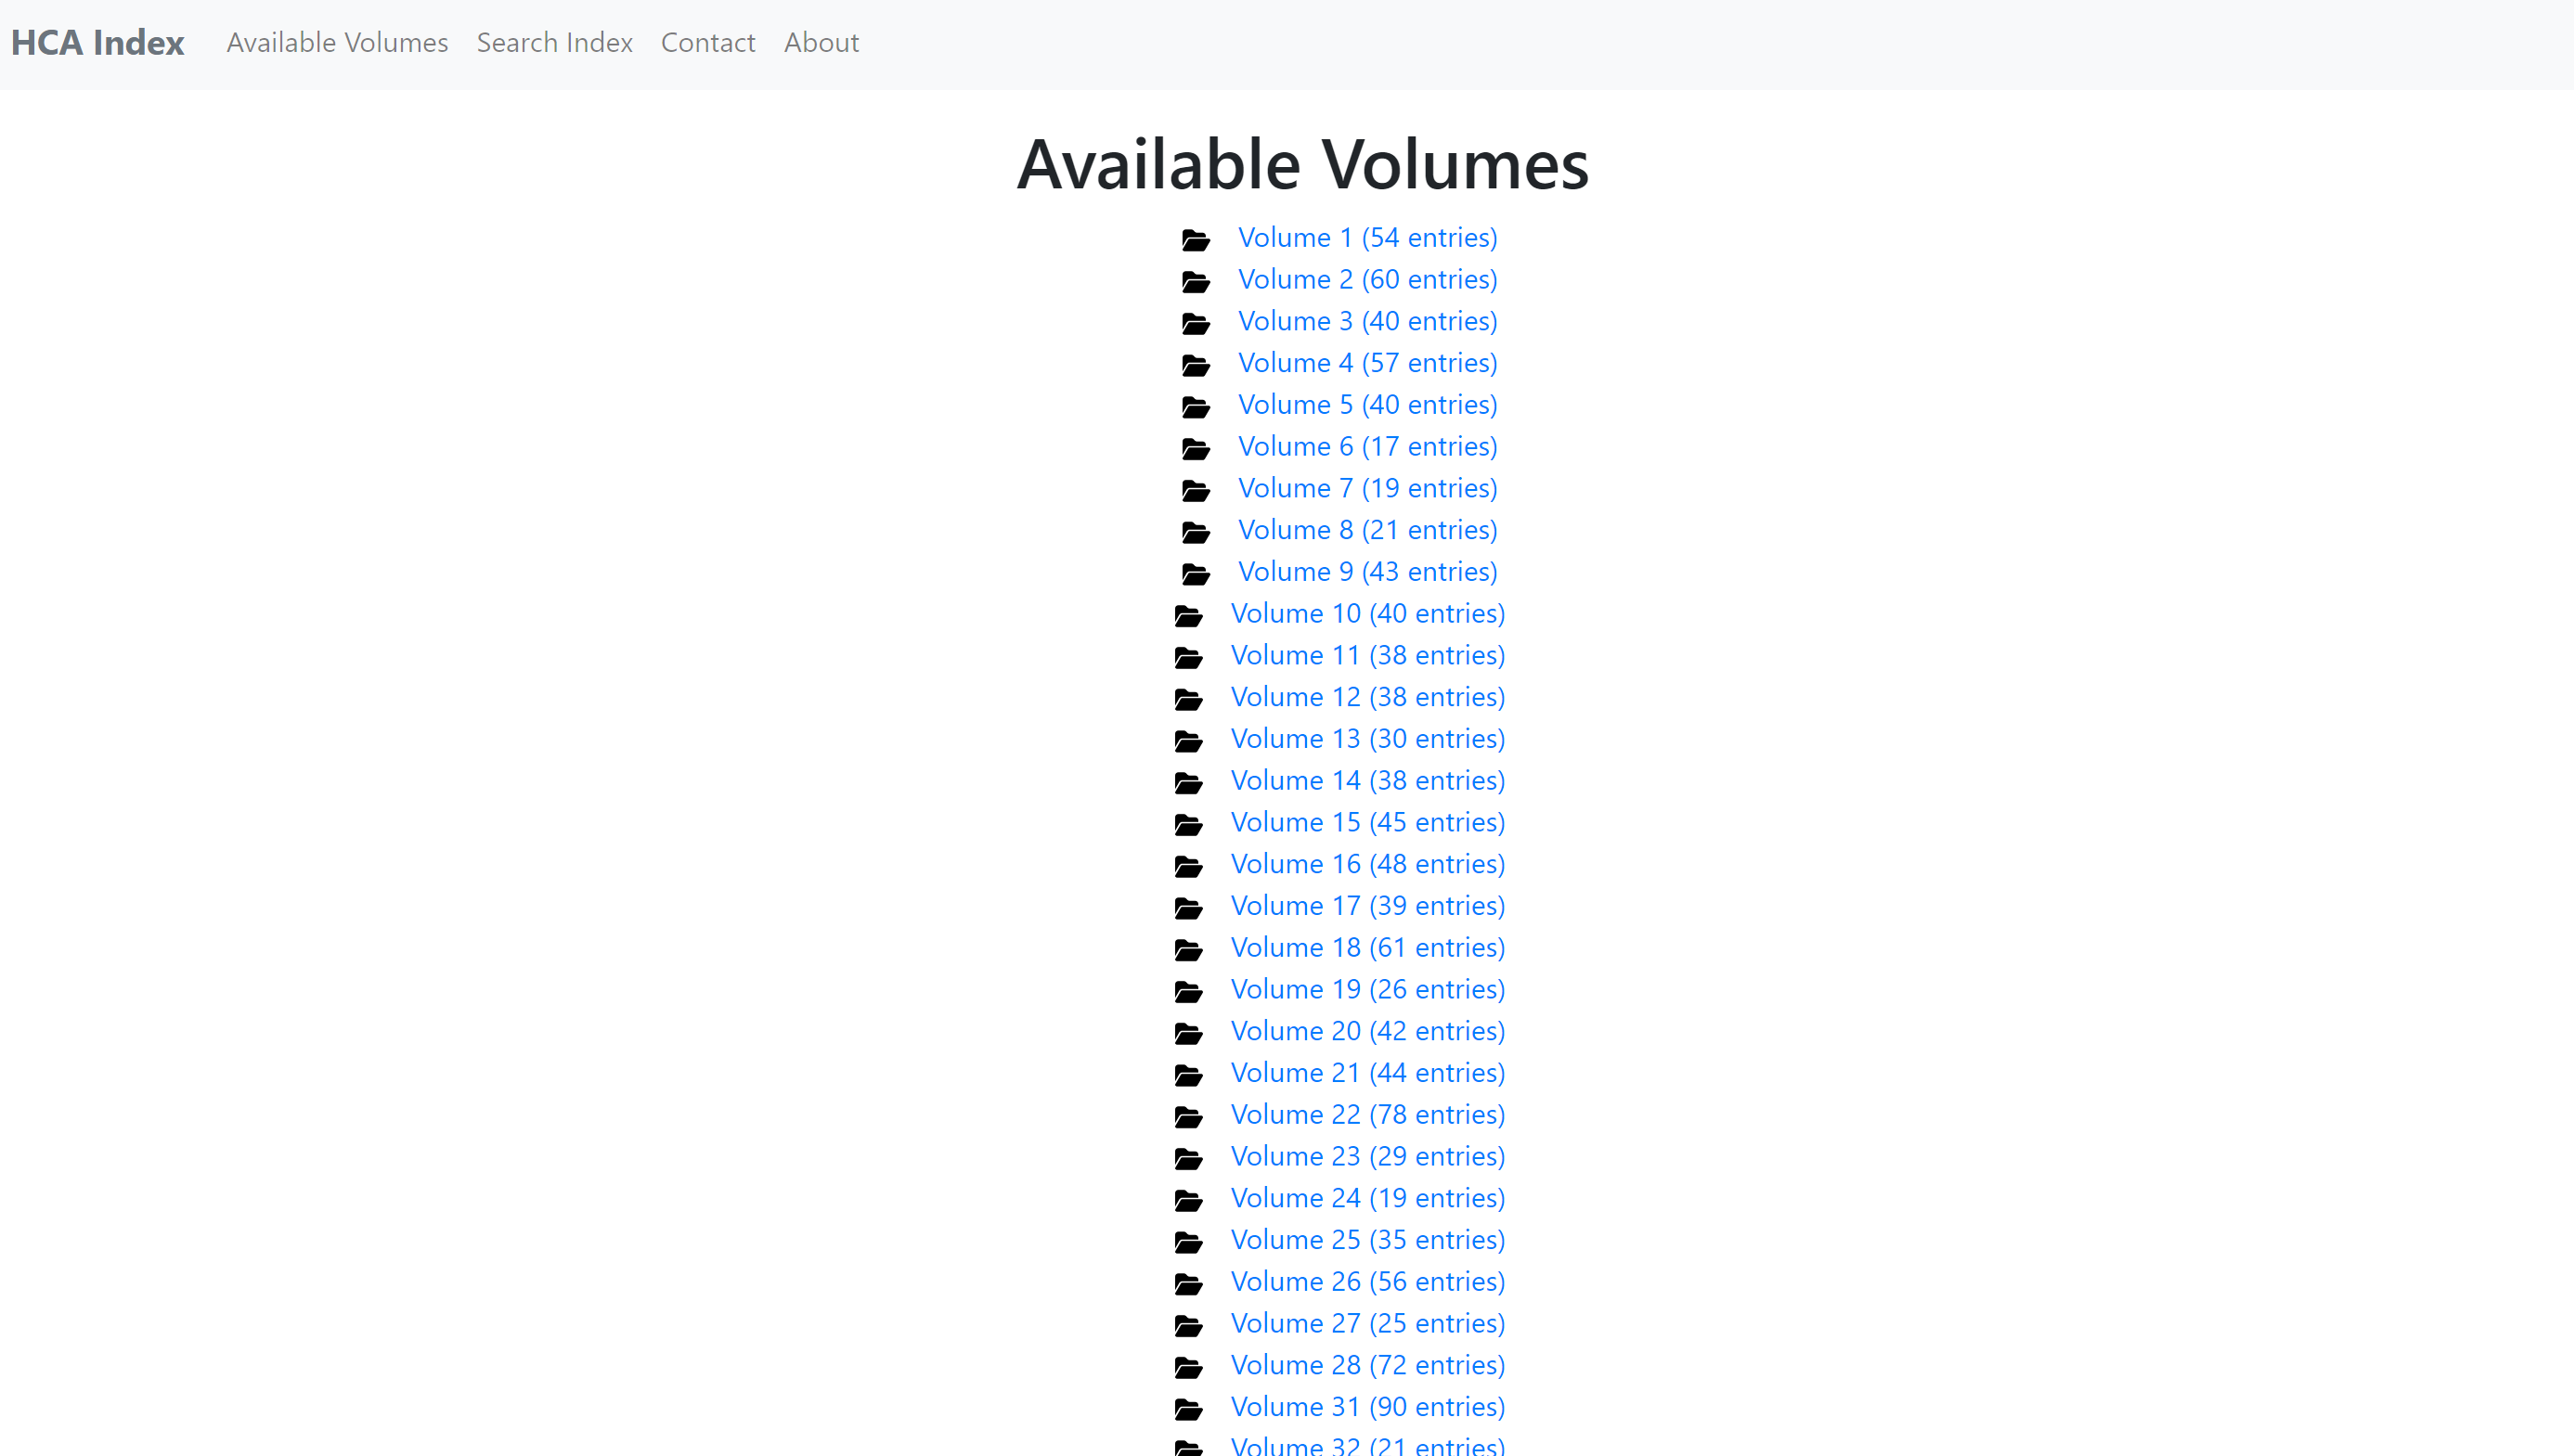 HCA Index Available Volumes Search Index Contact About
Available Volumes
Volume 1 (54 entries)
Volume 2 (60 entries)
Volume 3 (40 entries)
Volume 4 (57 entries)
Volume 5 (40 entries)
Volume 6 (17 entries)
Volume 7 (19 entries)
Volume 8 (21 entries)
Volume 9 (43 entries)
Volume 10 (40 entries)
Volume 11 (38 entries)
Volume 12 (38 entries)
Volume 13 (30 entries)
Volume 14 (38 entries)
Volume 15 (45 entries)
Volume 16 (48 entries)
Volume 17 (39 entries)
Volume 18 (61 entries)
Volume 19 (26 entries)
Volume 20 (42 entries)
Volume 21 (44 entries)
Volume 22 (78 entries)
Volume 23 (29 entries)
Volume 24 (19 entries)
Volume 25 (35 entries)
Volume 26 (56 entries)
Volume 27 (25 entries)
Volume 28 (72 entries)
Volume 31 (90 entries)
Volume 32 (21 entries)